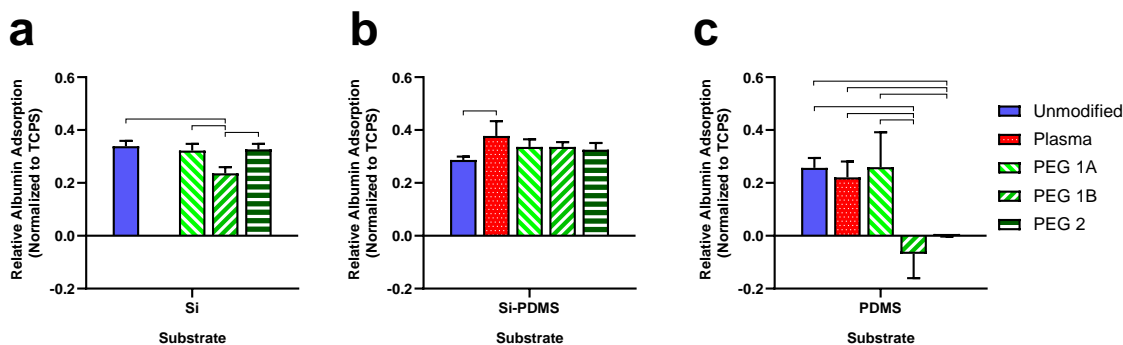 a
b
c
Relative Albumin Adsorption
(Normalized to TCPS)
0.6
0.4
0.2
0.0
-0.2
Si
Substrate
Relative Albumin Adsorption
(Normalized to TCPS)
0.6
0.4
0.2
0.0
-0.2
Si-PDMS
Substrate
Relative Albumin Adsorption
(Normalized to TCPS)
0.6
0.4
0.2
0.0
-0.2
PDMS
Substrate
Unmodified
Plasma
PEG 1A
PEG 1B
PEG 2